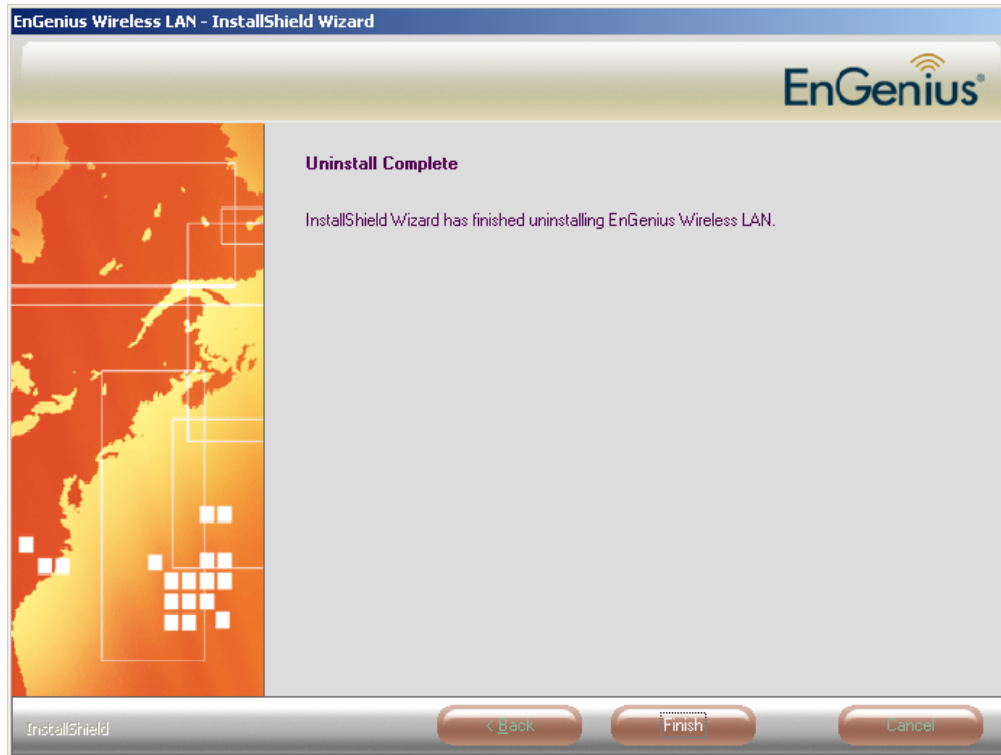 EnGenius Wireless LAN - InstallShield Wizard
EnGenius®
Uninstall Complete
InstallShield Wizard has finished uninstalling EnGenius Wireless LAN.
InstallShield
< Back
Finish
Cancel